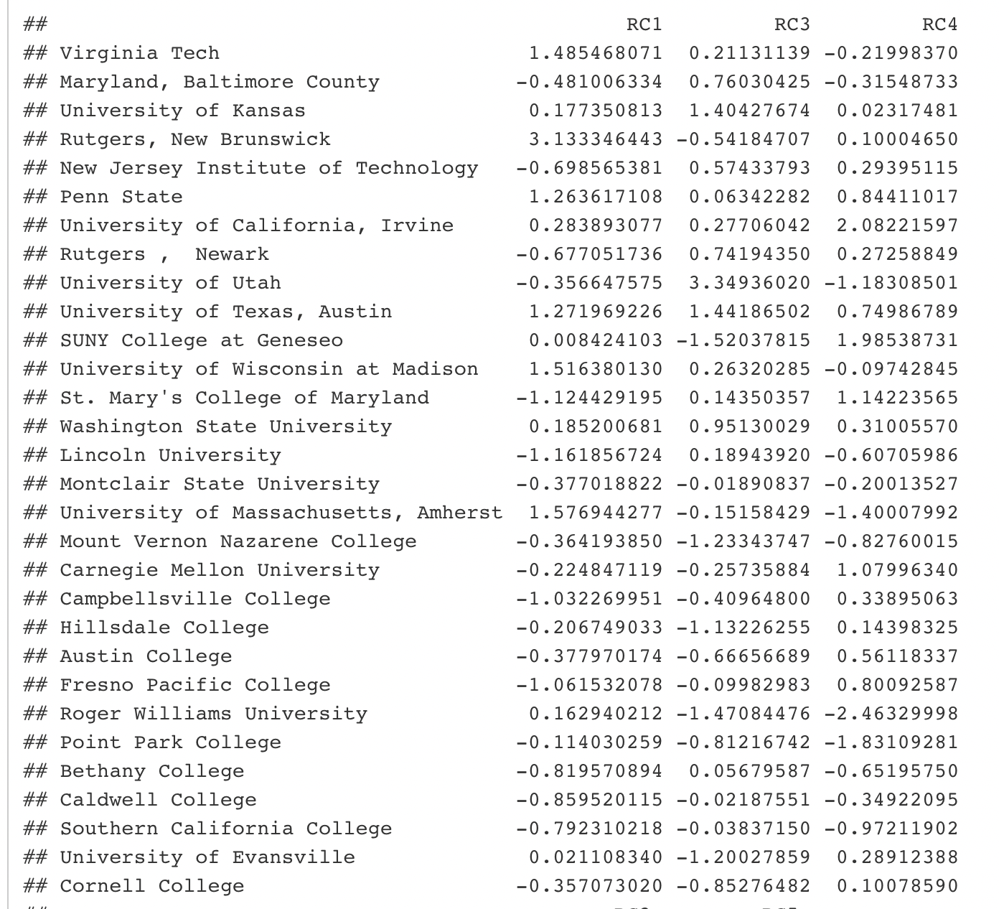 ## RC1 RC3 RC4
## Virginia Tech 1.485468071 0.21131139 -0.21998370
## Maryland, Baltimore County -0.481006334 0.76030425 -0.31548733
## University of Kansas 0.177350813 1.40427674 0.02317481
## Rutgers, New Brunswick 3.133346443 -0.54184707 0.10004650
## New Jersey Institute of Technology -0.698565381 0.57433793 0.29395115
## Penn State 1.263617108 0.06342282 0.84411017
## University of California, Irvine 0.283893077 0.27706042 2.08221597
## Rutgers ,  Newark -0.677051736 0.74194350 0.27258849
## University of Utah -0.356647575 3.34936020 -1.18308501
## University of Texas, Austin 1.271969226 1.44186502 0.74986789
## SUNY College at Geneseo 0.008424103 -1.52037815 1.98538731
## University of Wisconsin at Madison 1.516380130 0.26320285 -0.09742845
## St. Mary's College of Maryland -1.124429195 0.14350357 1.14223565
## Washington State University 0.185200681 0.95130029 0.31005570
## Lincoln University -1.161856724 0.18943920 -0.60705986
## Montclair State University -0.377018822 -0.01890837 -0.20013527
## University of Massachusetts, Amherst 1.576944277 -0.15158429 -1.40007992
## Mount Vernon Nazarene College -0.364193850 -1.23343747 -0.82760015
## Carnegie Mellon University -0.224847119 -0.25735884 1.07996340
## Campbellsville College -1.032269951 -0.40964800 0.33895063
## Hillsdale College -0.206749033 -1.13226255 0.14398325
## Austin College -0.377970174 -0.66656689 0.56118337
## Fresno Pacific College -1.061532078 -0.09982983 0.80092587
## Roger Williams University 0.162940212 -1.47084476 -2.46329998
## Point Park College -0.114030259 -0.81216742 -1.83109281
## Bethany College -0.819570894 0.05679587 -0.65195750
## Caldwell College -0.859520115 -0.02187551 -0.34922095
## Southern California College -0.792310218 -0.03837150 -0.97211902
## University of Evansville 0.021108340 -1.20027859 0.28912388
## Cornell College -0.357073020 -0.85276482 0.10078590